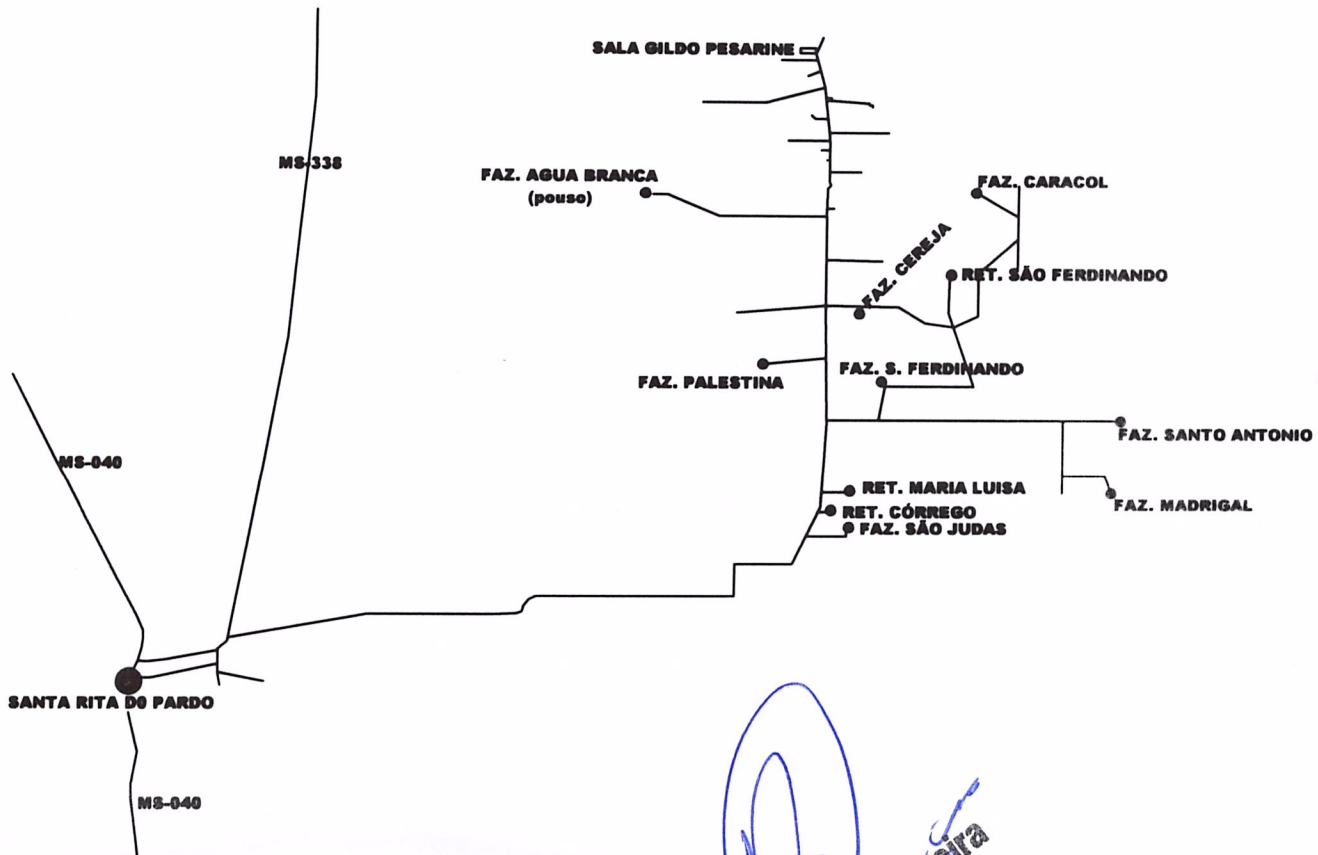 SALA GILDO PESARINE
MS-338
FAZ. AGUA BRANCA
(pouso)
FAZ. CARACOL
FAZ. CEREJA
RET. SÃO FERDINANDO
FAZ. PALESTINA
FAZ. S. FERDINANDO
FAZ. SANTO ANTONIO
MS-040
RET. MARIA LUISA
FAZ. MADRIGAL
RET. CÓRREGO
FAZ. SÃO JUDAS
SANTA RITA DO PARDO
MS-040